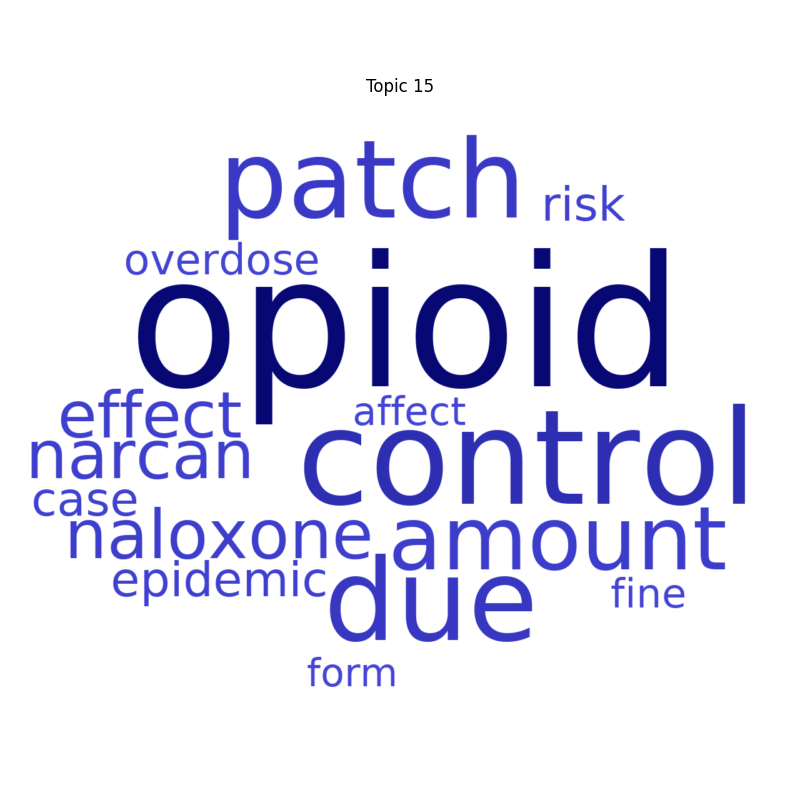 Topic 15
patch
risk
overdose
opioid
effect
affect
control
narcan
case
naloxone
amount
epidemic
due
fine
form